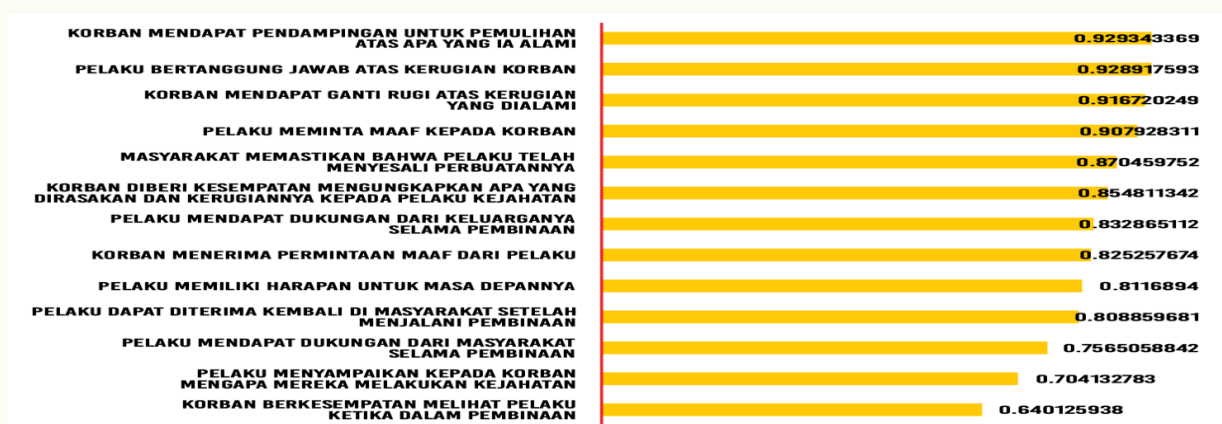 KORBAN MENDAPAT PENDAMPINGAN UNTUK PEMULIHAN
ATAS APA YANG IA ALAMI
0.929343369
PELAKU BERTANGGUNG JAWAB ATAS KERUGIAN KORBAN
0.928917593
KORBAN MENDAPAT GANTI RUGI ATAS KERUGIAN
YANG DIALAMI
0.916720249
PELAKU MEMINTA MAAF KEPADA KORBAN
0.907928311
MASYARAKAT MEMASTIKAN BAHWA PELAKU TELAH
MENYESALI PERBUATANNYA
0.870459752
KORBAN DIBERI KESEMPATAN MENGUNGKAPKAN APA YANG
DIRASAKAN DAN KERUGIANNYA KEPADA PELAKU KEJAHATAN
0.854811342
PELAKU MENDAPAT DUKUNGAN DARI KELUARGANYA
SELAMA PEMBINAAN
0.832865112
KORBAN MENERIMA PERMINTAAN MAAF DARI PELAKU
0.825257674
PELAKU MEMILIKI HARAPAN UNTUK MASA DEPANNYA
0.8116894
PELAKU DAPAT DITERIMA KEMBALI DI MASYARAKAT SETELAH
MENJALANI PEMBINAAN
0.808859681
PELAKU MENDAPAT DUKUNGAN DARI MASYARAKAT
SELAMA PEMBINAAN
0.7565058842
PELAKU MENYAMPAIKAN KEPADA KORBAN
MENGAPA MEREKA MELAKUKAN KEJAHATAN
0.704132783
KORBAN BERKESEMPATAN MELIHAT PELAKU
KETIKA DALAM PEMBINAAN
0.640125938